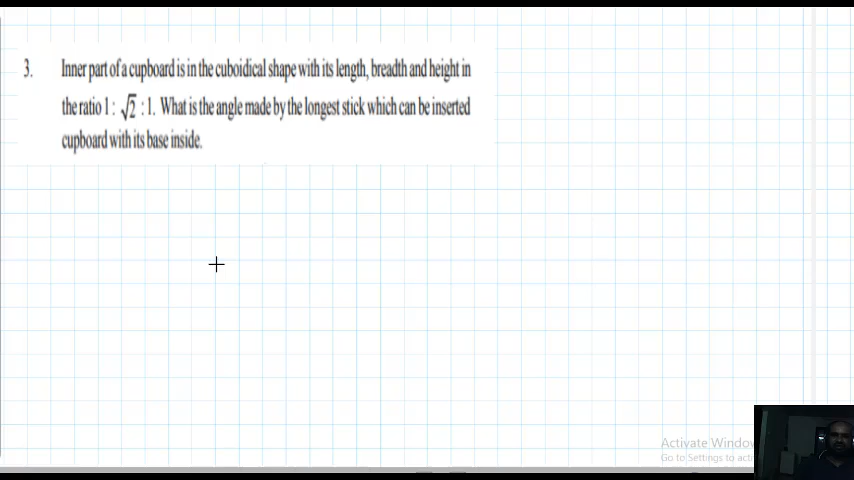 3. Inner part of a cupboard is in the cuboidical shape with its length, breadth and height in
the ratio 1 : √2 : 1. What is the angle made by the longest stick which can be inserted
cupboard with its base inside.
Activate Window
Go to Settings to acti